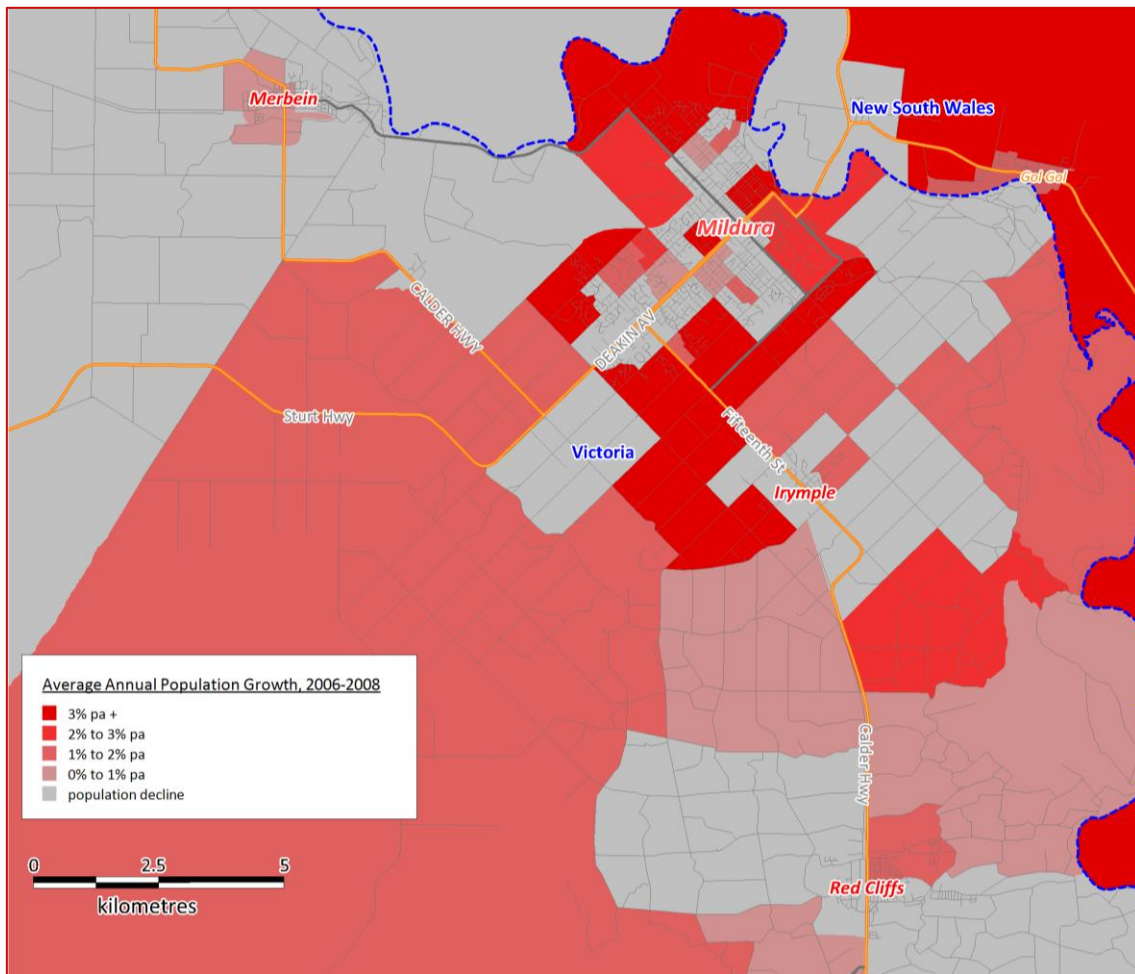 Merbein
New South Wales
Gol Gol
Mildura
CALDER HWY
DEAKIN AV
Sturt Hwy
Fifteenth St
Victoria
Irymple
Average Annual Population Growth, 2006-2008
3% pa +
2% to 3% pa
1% to 2% pa
0% to 1% pa
population decline
Calder Hwy
0 2.5 5
kilometres
Red Cliffs